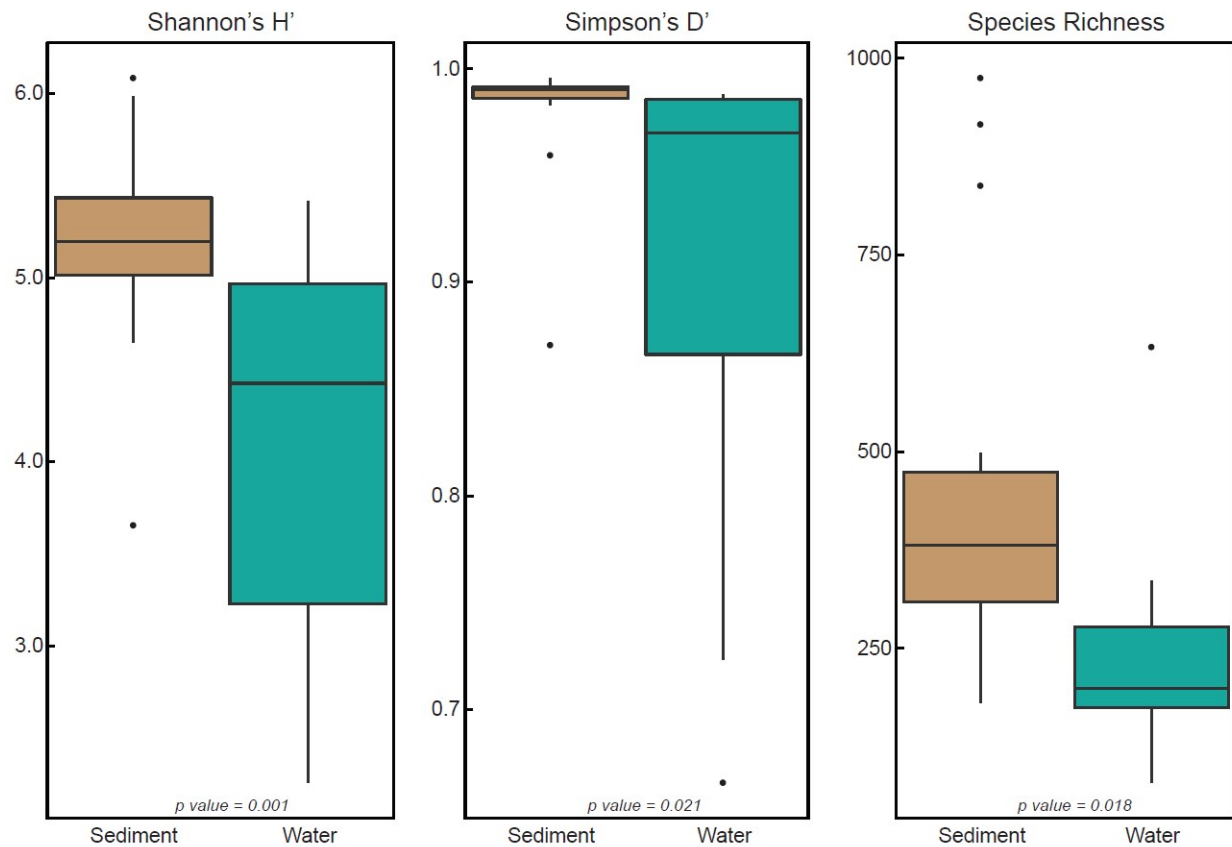 Shannon’s H’
6.0
5.0
4.0
3.0
p value = 0.001
Sediment Water
Simpson’s D’
1.0
0.9
0.8
0.7
p value = 0.021
Sediment Water
Species Richness
1000
750
500
250
p value = 0.018
Sediment Water